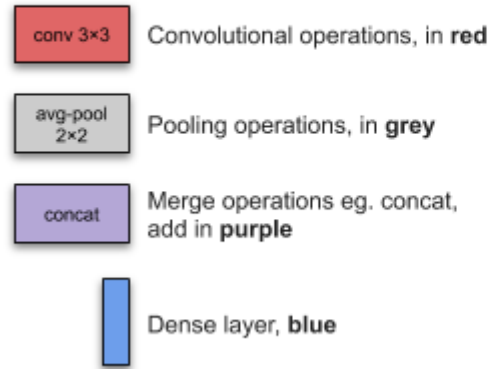 conv 3×3
Convolutional operations, in red
avg-pool
2×2
Pooling operations, in grey
concat
Merge operations eg. concat,
add in purple
Dense layer, blue